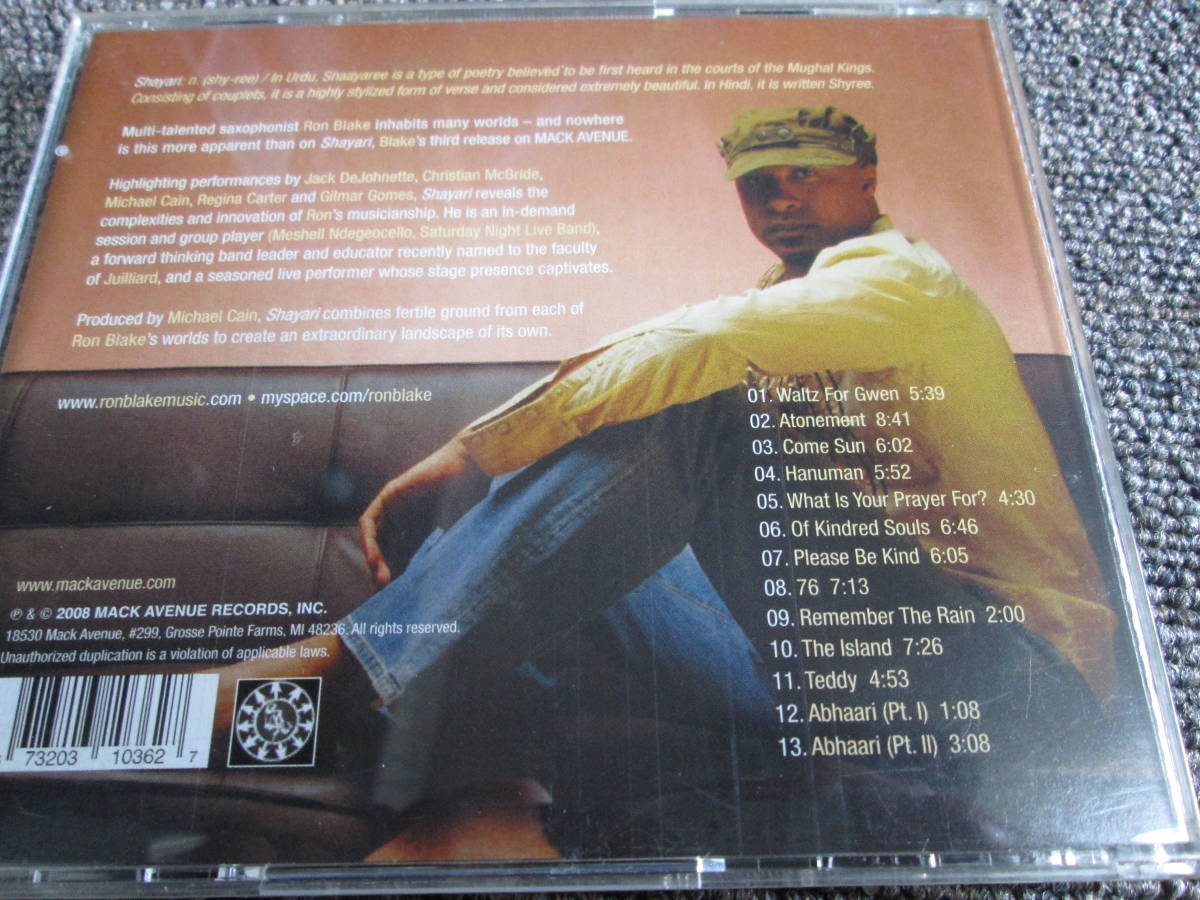 Shayari: n. (shy-ree) / In Urdu, Shaayaree is a type of poetry believed to be first heard in the courts of the Mughal Kings.
Consisting of couplets, it is a highly stylized form of verse and considered extremely beautiful. In Hindi, it is written Shyree.
Multi-talented saxophonist Ron Blake inhabits many worlds – and nowhere
is this more apparent than on Shayari, Blake's third release on MACK AVENUE.
Highlighting performances by Jack DeJohnette, Christian McBride,
Michael Cain, Regina Carter and Gilmar Gomes, Shayari reveals the
complexities and innovation of Ron's musicianship. He is an in-demand
session and group player (Meshell Ndegeocello, Saturday Night Live Band),
a forward thinking band leader and educator recently named to the faculty
of Juilliard, and a seasoned live performer whose stage presence captivates.
Produced by Michael Cain, Shayari combines fertile ground from each of
Ron Blake's worlds to create an extraordinary landscape of its own.
www.ronblakemusic.com • myspace.com/ronblake
01. Waltz For Gwen 5:39
02. Atonement 8:41
03. Come Sun 6:02
04. Hanuman 5:52
05. What Is Your Prayer For? 4:30
06. Of Kindred Souls 6:46
07. Please Be Kind 6:05
08. 76 7:13
09. Remember The Rain 2:00
10. The Island 7:26
11. Teddy 4:53
12. Abhaari (Pt. I) 1:08
13. Abhaari (Pt. II) 3:08
www.mackavenue.com
℗ & © 2008 MACK AVENUE RECORDS, INC.
18530 Mack Avenue, #299, Grosse Pointe Farms, MI 48236. All rights reserved.
Unauthorized duplication is a violation of applicable laws.
73203 10362 7